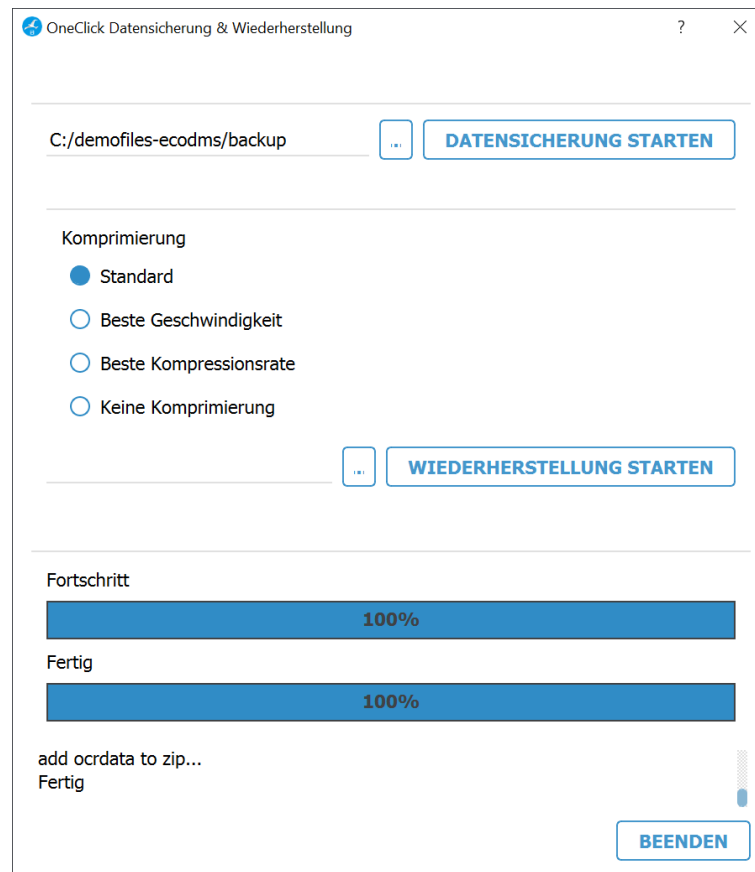 OneClick Datensicherung & Wiederherstellung
?
C:/demofiles-ecodms/backup
...
DATENSICHERUNG STARTEN
Komprimierung
Standard
Beste Geschwindigkeit
Beste Kompressionsrate
Keine Komprimierung
...
WIEDERHERSTELLUNG STARTEN
Fortschritt
100%
Fertig
100%
add ocrdata to zip...
Fertig
BEENDEN